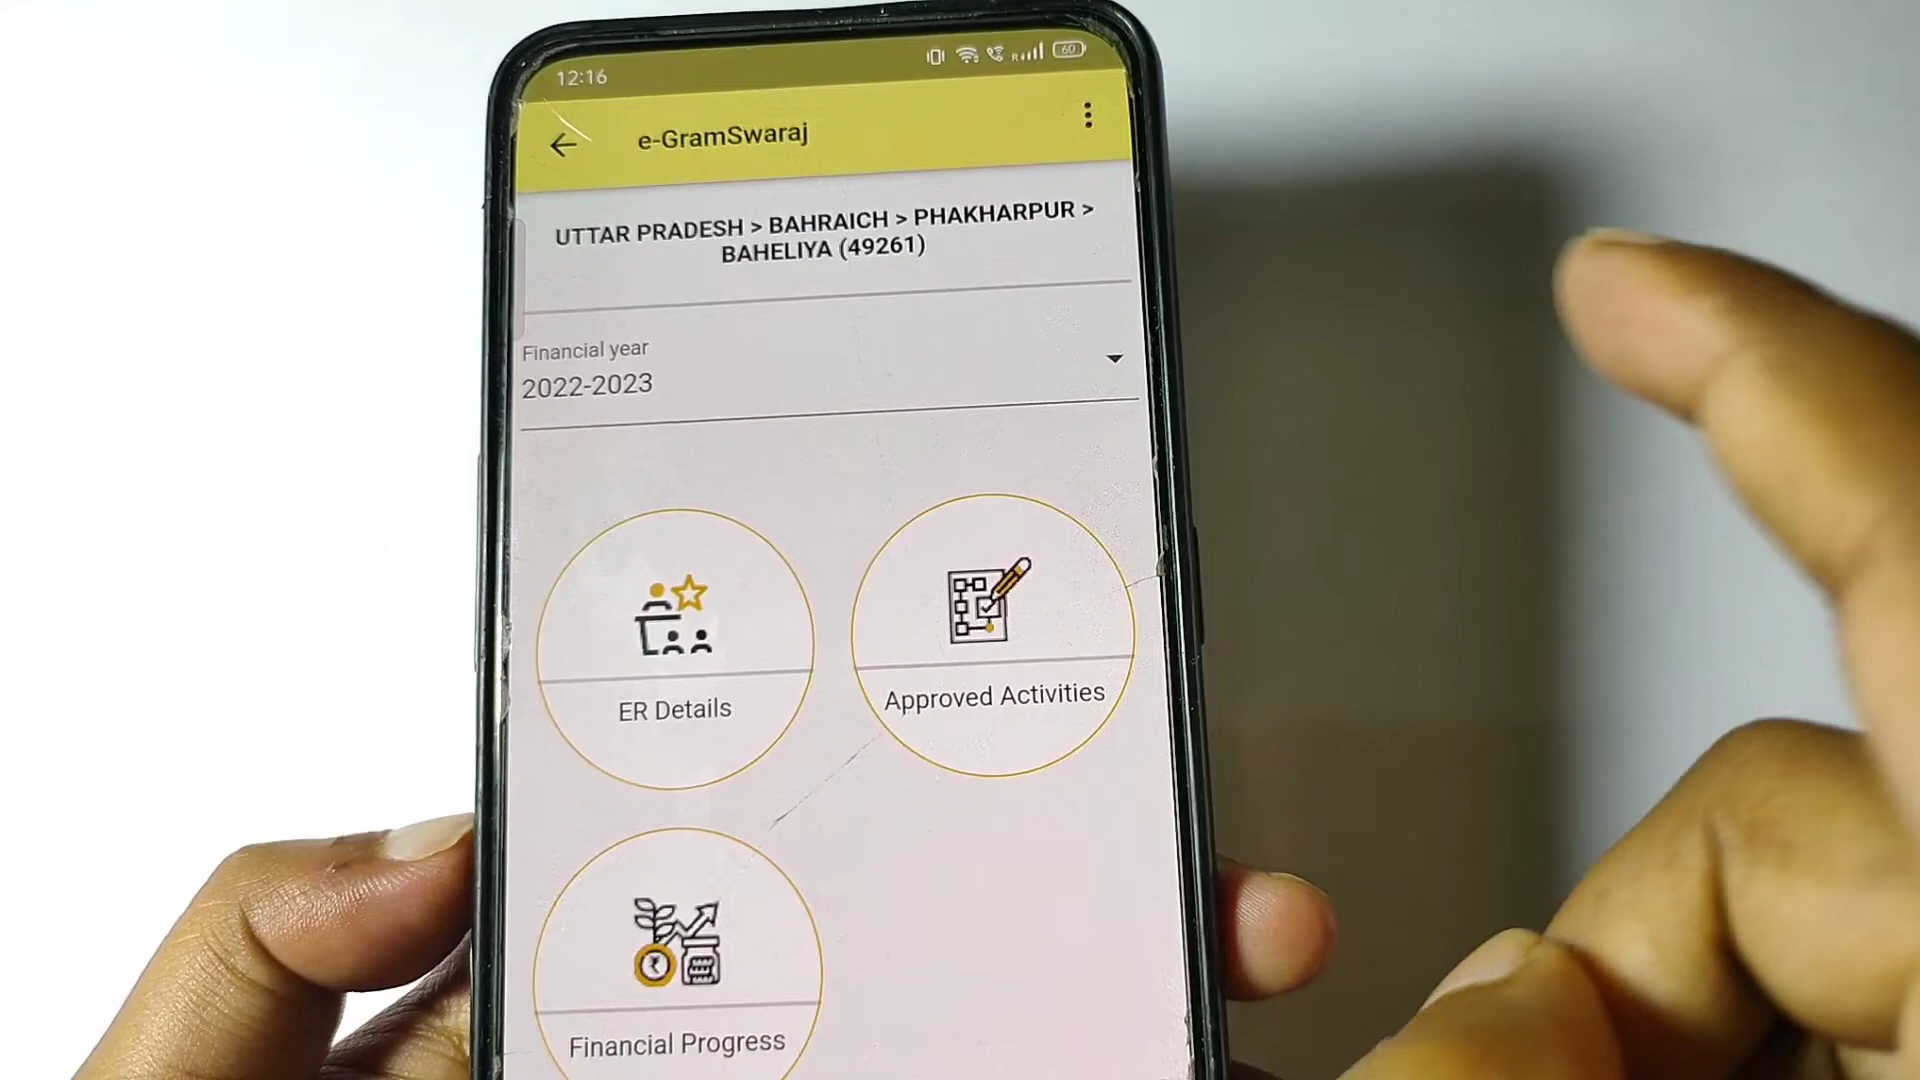 12:16
60
e-GramSwaraj
UTTAR PRADESH > BAHRAICH > PHAKHARPUR >
BAHELIYA (49261)
Financial year
2022-2023
ER Details
Approved Activities
Financial Progress